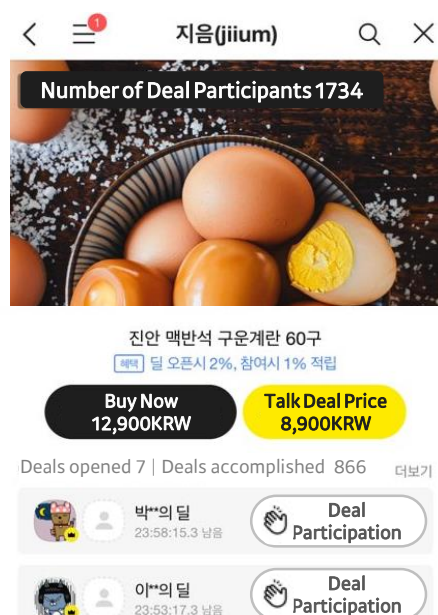 1
지음(jiium)
Number of Deal Participants 1734
진안 맥반석 구운계란 60구
혜택 딜 오픈시 2%, 참여시 1% 적립
Buy Now
12,900KRW
Talk Deal Price
8,900KRW
Deals opened 7 | Deals accomplished 866
더보기
박**의 딜
23:58:15.3 남음
Deal
Participation
이**의 딜
23:53:17.3 남음
Deal
Participation